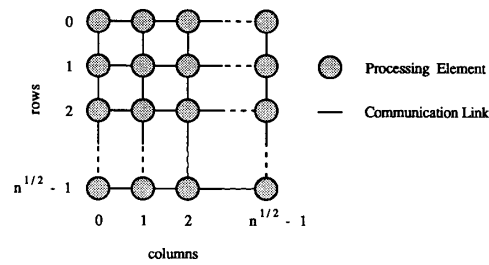 0
1
2
n^{1/2} - 1
rows
0 1 2 n^{1/2} - 1
columns
Processing Element
Communication Link